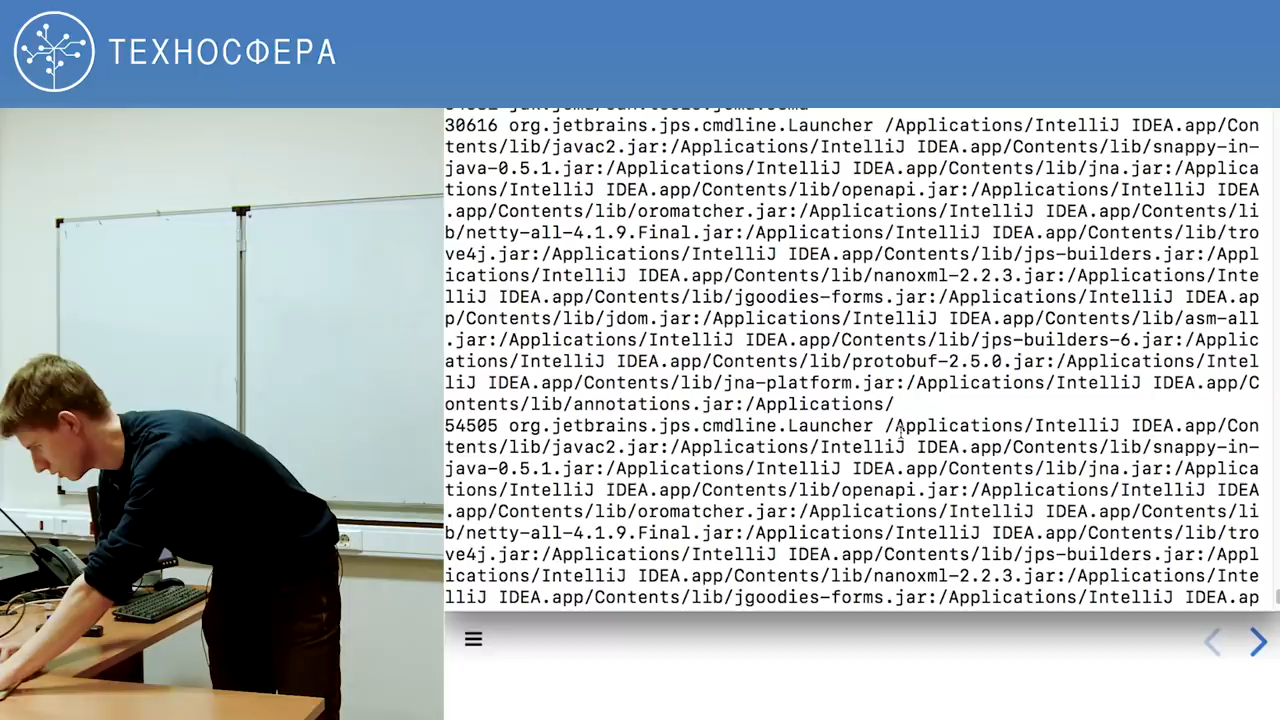 ТЕХНОСФЕРА
30616 org.jetbrains.jps.cmdline.Launcher /Applications/IntelliJ IDEA.app/Con
tents/lib/javac2.jar:/Applications/IntelliJ IDEA.app/Contents/lib/snappy-in-
java-0.5.1.jar:/Applications/IntelliJ IDEA.app/Contents/lib/jna.jar:/Applica
tions/IntelliJ IDEA.app/Contents/lib/openapi.jar:/Applications/IntelliJ IDEA
.app/Contents/lib/oromatcher.jar:/Applications/IntelliJ IDEA.app/Contents/li
b/netty-all-4.1.9.Final.jar:/Applications/IntelliJ IDEA.app/Contents/lib/tro
ve4j.jar:/Applications/IntelliJ IDEA.app/Contents/lib/jps-builders.jar:/Appl
ications/IntelliJ IDEA.app/Contents/lib/nanoxml-2.2.3.jar:/Applications/Inte
lliJ IDEA.app/Contents/lib/jgoodies-forms.jar:/Applications/IntelliJ IDEA.ap
p/Contents/lib/jdom.jar:/Applications/IntelliJ IDEA.app/Contents/lib/asm-all
.jar:/Applications/IntelliJ IDEA.app/Contents/lib/jps-builders-6.jar:/Applic
ations/IntelliJ IDEA.app/Contents/lib/protobuf-2.5.0.jar:/Applications/Intel
liJ IDEA.app/Contents/lib/jna-platform.jar:/Applications/IntelliJ IDEA.app/C
ontents/lib/annotations.jar:/Applications/
54505 org.jetbrains.jps.cmdline.Launcher /Applications/IntelliJ IDEA.app/Con
tents/lib/javac2.jar:/Applications/IntelliJ IDEA.app/Contents/lib/snappy-in-
java-0.5.1.jar:/Applications/IntelliJ IDEA.app/Contents/lib/jna.jar:/Applica
tions/IntelliJ IDEA.app/Contents/lib/openapi.jar:/Applications/IntelliJ IDEA
.app/Contents/lib/oromatcher.jar:/Applications/IntelliJ IDEA.app/Contents/li
b/netty-all-4.1.9.Final.jar:/Applications/IntelliJ IDEA.app/Contents/lib/tro
ve4j.jar:/Applications/IntelliJ IDEA.app/Contents/lib/jps-builders.jar:/Appl
ications/IntelliJ IDEA.app/Contents/lib/nanoxml-2.2.3.jar:/Applications/Inte
lliJ IDEA.app/Contents/lib/jgoodies-forms.jar:/Applications/IntelliJ IDEA.ap